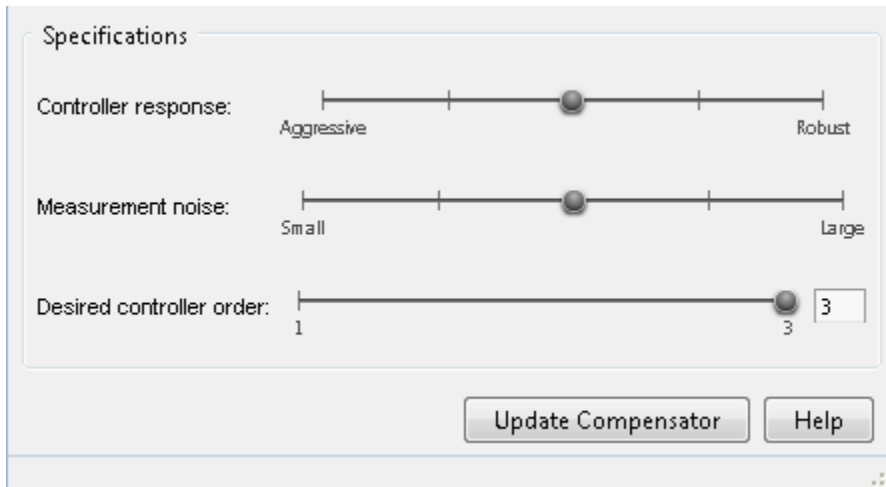 Specifications
Controller response:
Aggressive
Robust
Measurement noise:
Small
Large
Desired controller order:
1
3
3
Update Compensator
Help